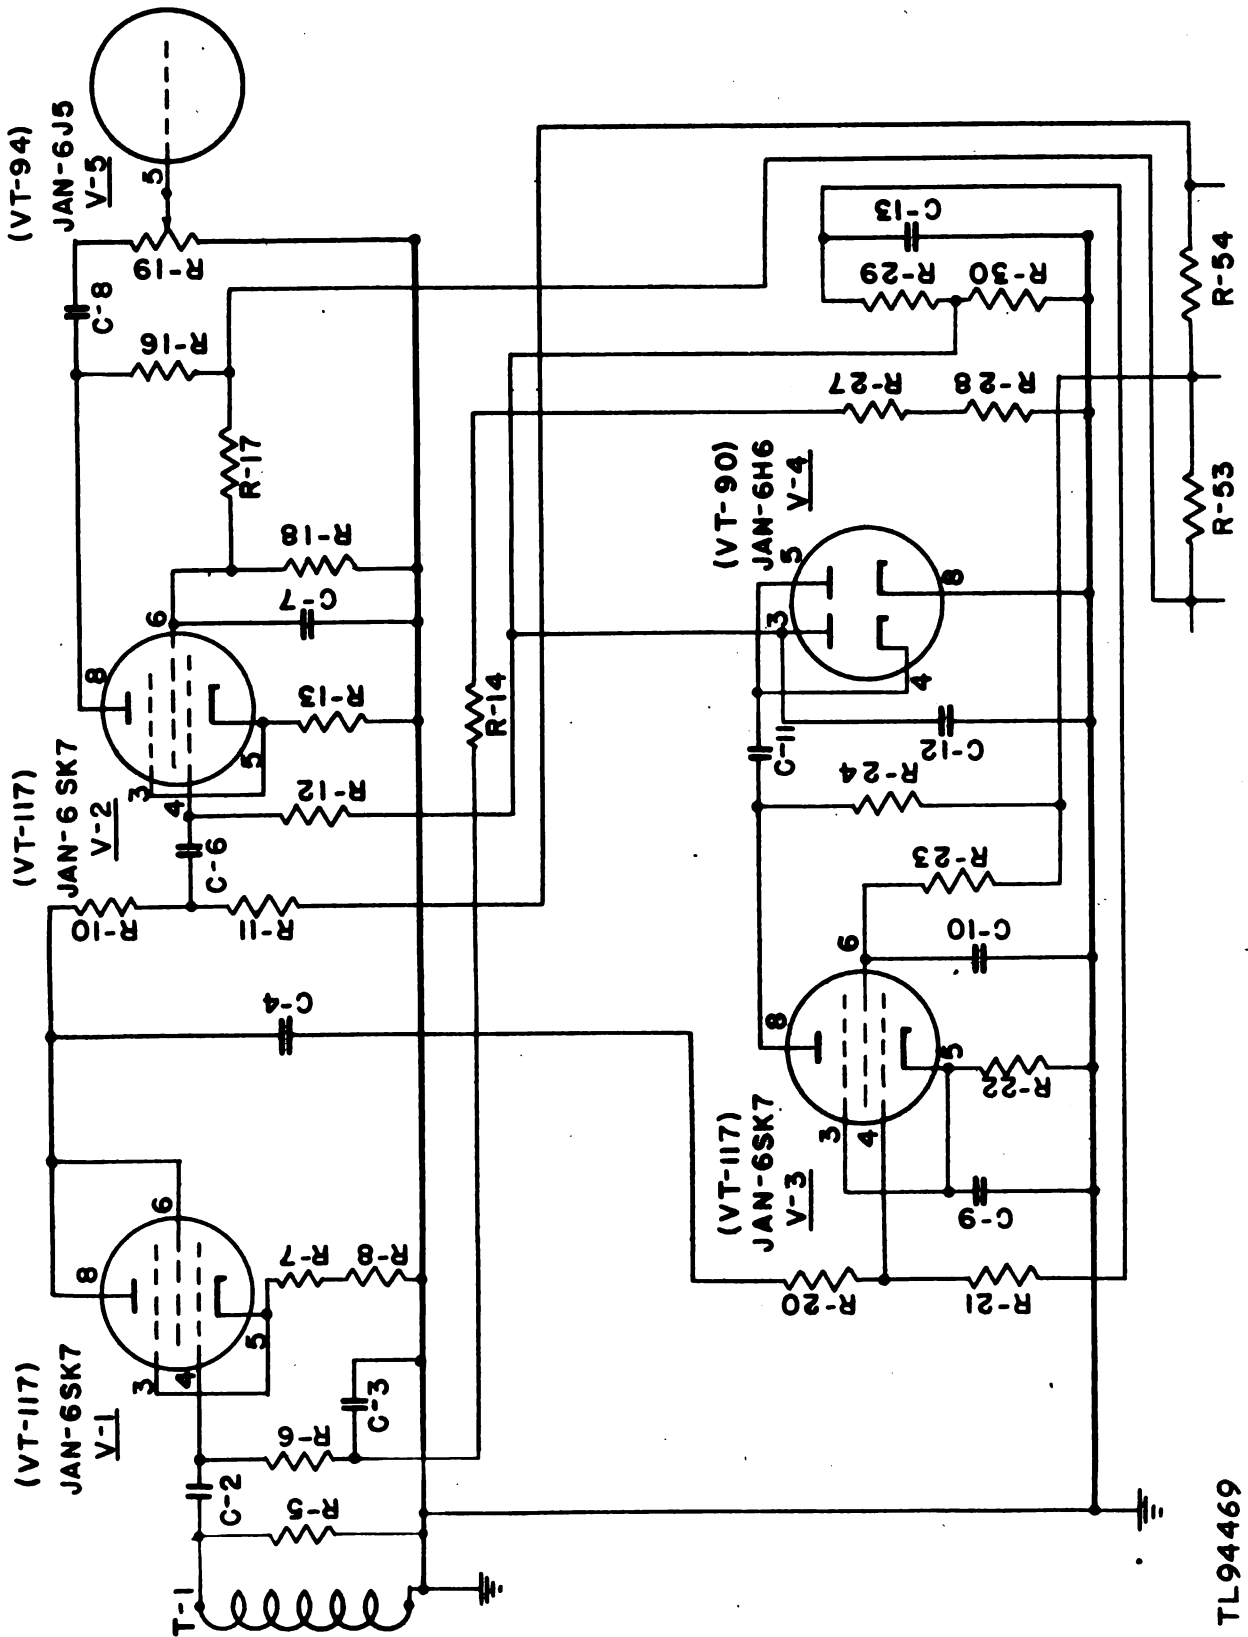 (VT-117)
JAN-6SK7
V-1
(VT-117)
JAN-6SK7
V-2
(VT-94)
JAN-6J5
V-5
T-1
C-2
R-5
R-6
C-3
3
4
8
6
5
R-7
R-8
C-4
R-10
R-11
C-6
R-12
3
4
8
6
5
R-13
C-7
R-18
R-17
R-16
C-8
R-19
5
R-14
(VT-117)
JAN-6SK7
V-3
(VT-90)
JAN-6H6
V-4
R-20
R-21
3
4
8
6
5
C-9
R-22
C-10
R-23
R-24
C-11
C-12
3
5
4
8
R-27
R-28
R-29
R-30
C-13
R-53
R-54
TL94469